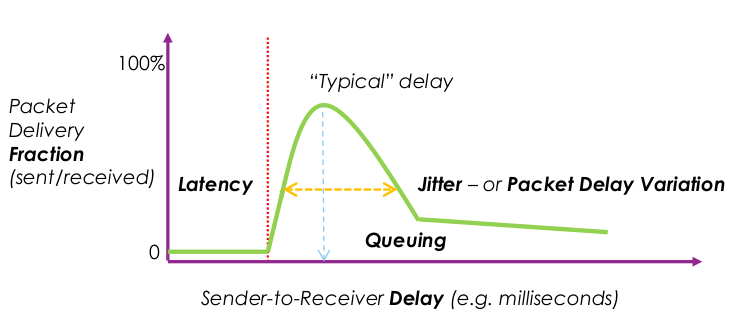 100%
“Typical” delay
Packet
Delivery
Fraction
(sent/received)
Latency
Jitter – or Packet Delay Variation
Queuing
0
Sender-to-Receiver Delay (e.g. milliseconds)